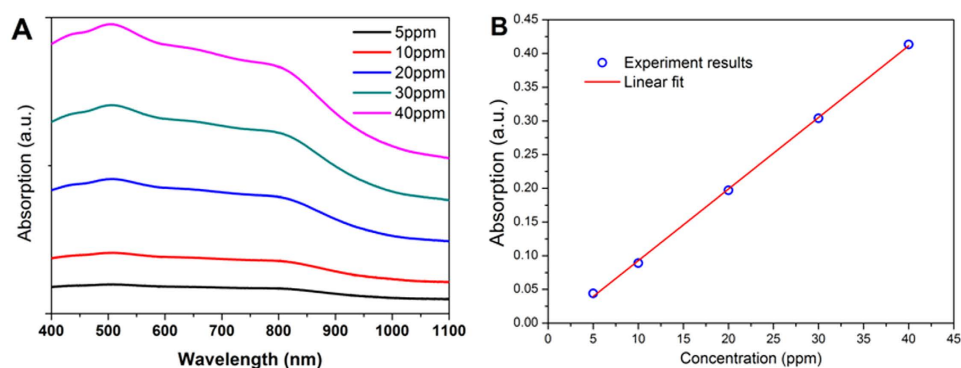 A
5ppm
10ppm
20ppm
30ppm
40ppm
Absorption (a.u.)
400 500 600 700 800 900 1000 1100
Wavelength (nm)
B
Experiment results
Linear fit
Absorption (a.u.)
0.45
0.40
0.35
0.30
0.25
0.20
0.15
0.10
0.05
0.00
0 5 10 15 20 25 30 35 40 45
Concentration (ppm)